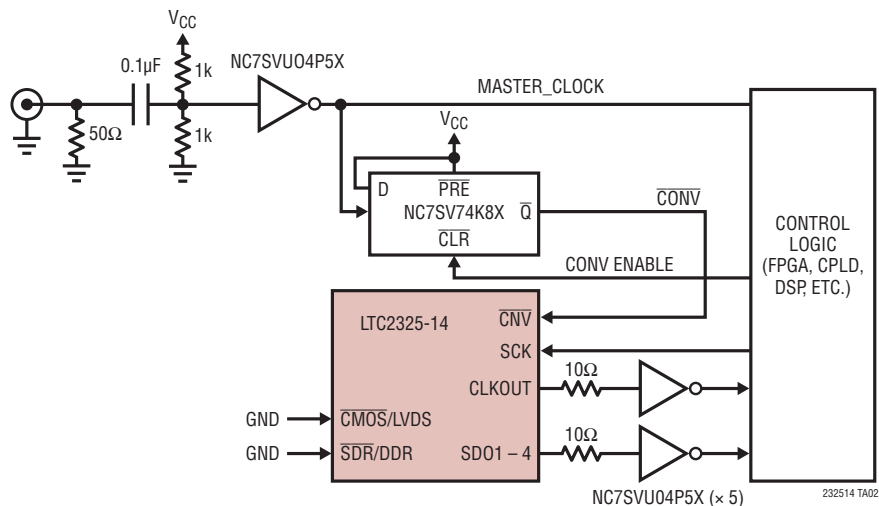 VCC
0.1µF
1k
NC7SVU04P5X
MASTER_CLOCK
50Ω
1k
VCC
D
PRE
NC7SV74K8X
Q
CLR
CONV
CONV ENABLE
CONTROL
LOGIC
(FPGA, CPLD,
DSP, ETC.)
LTC2325-14
CNV
SCK
CLKOUT
10Ω
GND
CMOS/LVDS
GND
SDR/DDR
SDO1 – 4
10Ω
NC7SVU04P5X (× 5)
232514 TA02